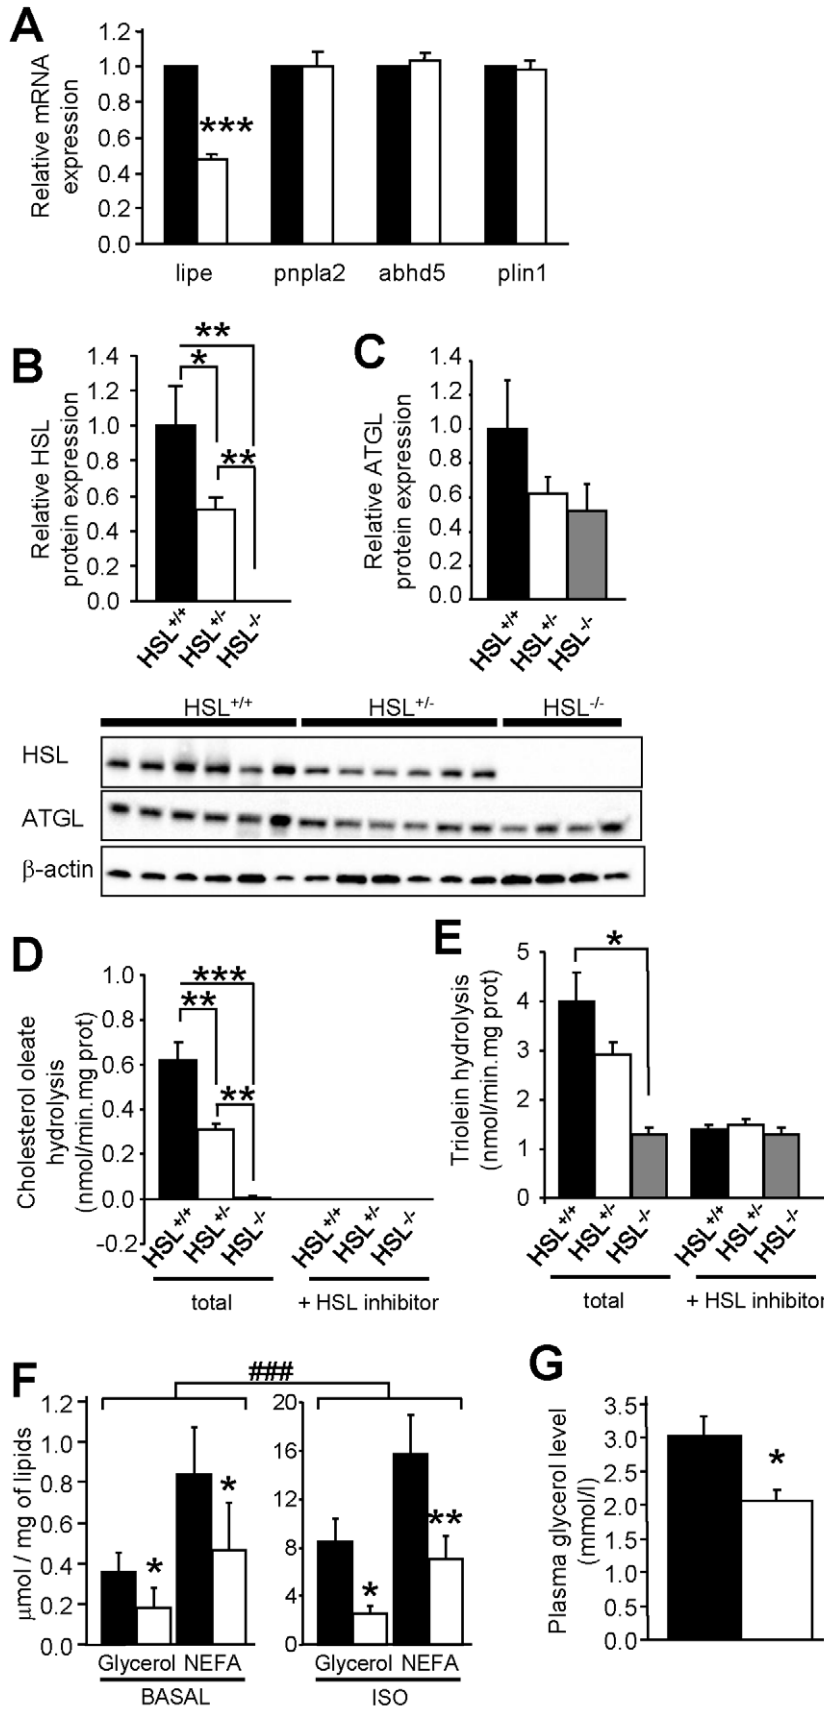 A
Relative mRNA
expression
1.2
1.0
0.8
0.6
0.4
0.2
0.0
***
lipe pnpla2 abhd5 plin1
B
Relative HSL
protein expression
1.4
1.2
1.0
0.8
0.6
0.4
0.2
0.0
**
*
**
HSL+/+ HSL+/- HSL-/-
C
Relative ATGL
protein expression
1.4
1.2
1.0
0.8
0.6
0.4
0.2
0.0
HSL+/+ HSL+/- HSL-/-
HSL+/+ HSL+/- HSL-/-
HSL
ATGL
β-actin
D
Cholesterol oleate
hydrolysis
(nmol/min.mg prot)
1.0
0.8
0.6
0.4
0.2
0.0
-0.2
***
**
**
HSL+/+ HSL+/- HSL-/- HSL+/+ HSL+/- HSL-/-
total + HSL inhibitor
E
Triolein hydrolysis
(nmol/min.mg prot)
5
4
3
2
1
0
*
HSL+/+ HSL+/- HSL-/- HSL+/+ HSL+/- HSL-/-
total + HSL inhibitor
F
μmol / mg of lipids
###
1.2
1.0
0.8
0.6
0.4
0.2
0.0
* *
Glycerol NEFA
BASAL
20
16
12
8
4
0
* **
Glycerol NEFA
ISO
G
Plasma glycerol level
(mmol/l)
3.5
3.0
2.5
2.0
1.5
1.0
0.5
0.0
*